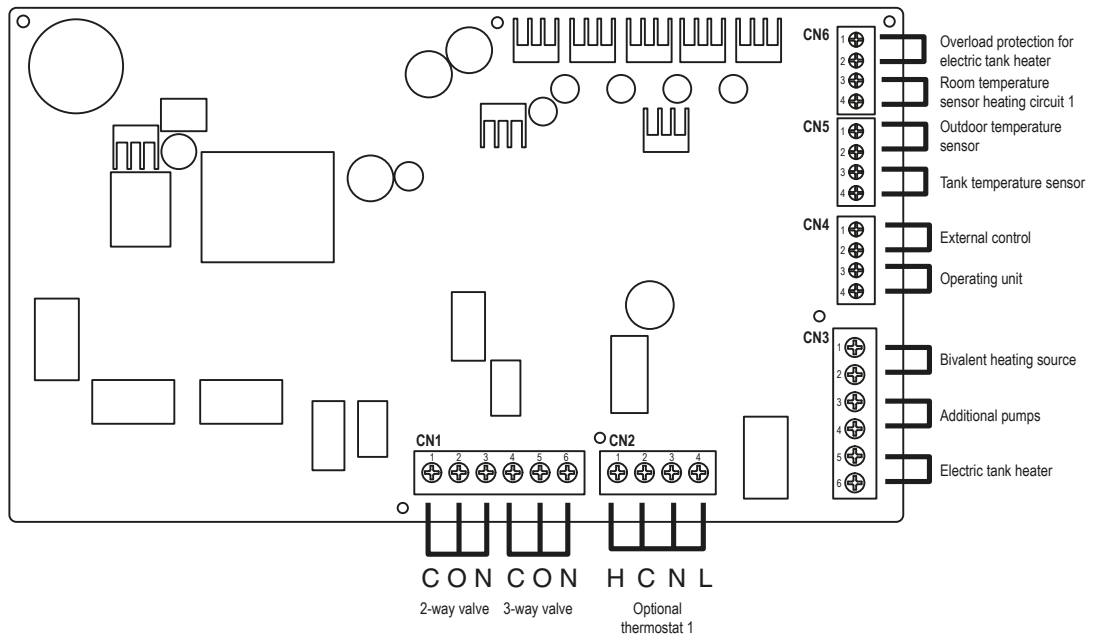 CN6
1
2
3
4
Overload protection for
electric tank heater
Room temperature
sensor heating circuit 1
CN5
1
2
3
4
Outdoor temperature
sensor
Tank temperature sensor
CN4
1
2
3
4
External control
Operating unit
CN3
1
2
3
4
5
6
Bivalent heating source
Additional pumps
Electric tank heater
CN1
1 2 3 4 5 6
C O N C O N
2-way valve 3-way valve
CN2
1 2 3 4
H C N L
Optional
thermostat 1